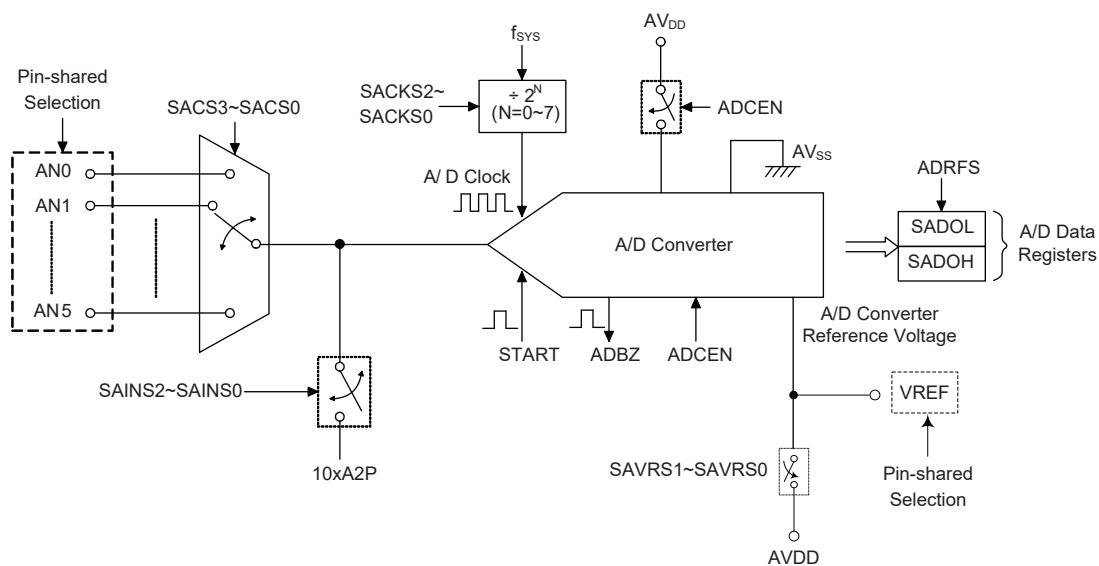 Pin-shared
Selection
AN0
AN1
AN5
SACS3~SACS0
SAINS2~SAINS0
10xA2P
fSYS
SACKS2~
SACKS0
÷ 2^N
(N=0~7)
A/ D Clock
AVDD
ADCEN
AVSS
A/D Converter
START
ADBZ
ADCEN
ADRFS
SADOL
SADOH
A/D Data
Registers
A/D Converter
Reference Voltage
VREF
Pin-shared
Selection
SAVRS1~SAVRS0
AVDD